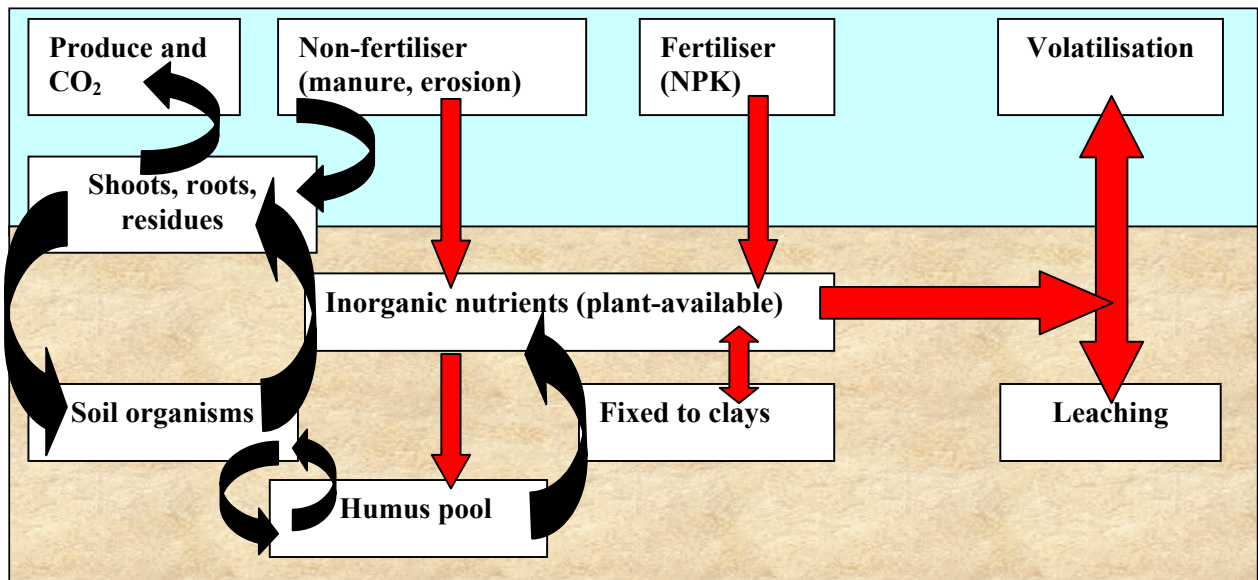 Produce and
CO₂
Non-fertiliser
(manure, erosion)
Fertiliser
(NPK)
Volatilisation
Shoots, roots,
residues
Inorganic nutrients (plant-available)
Soil organisms
Fixed to clays
Leaching
Humus pool